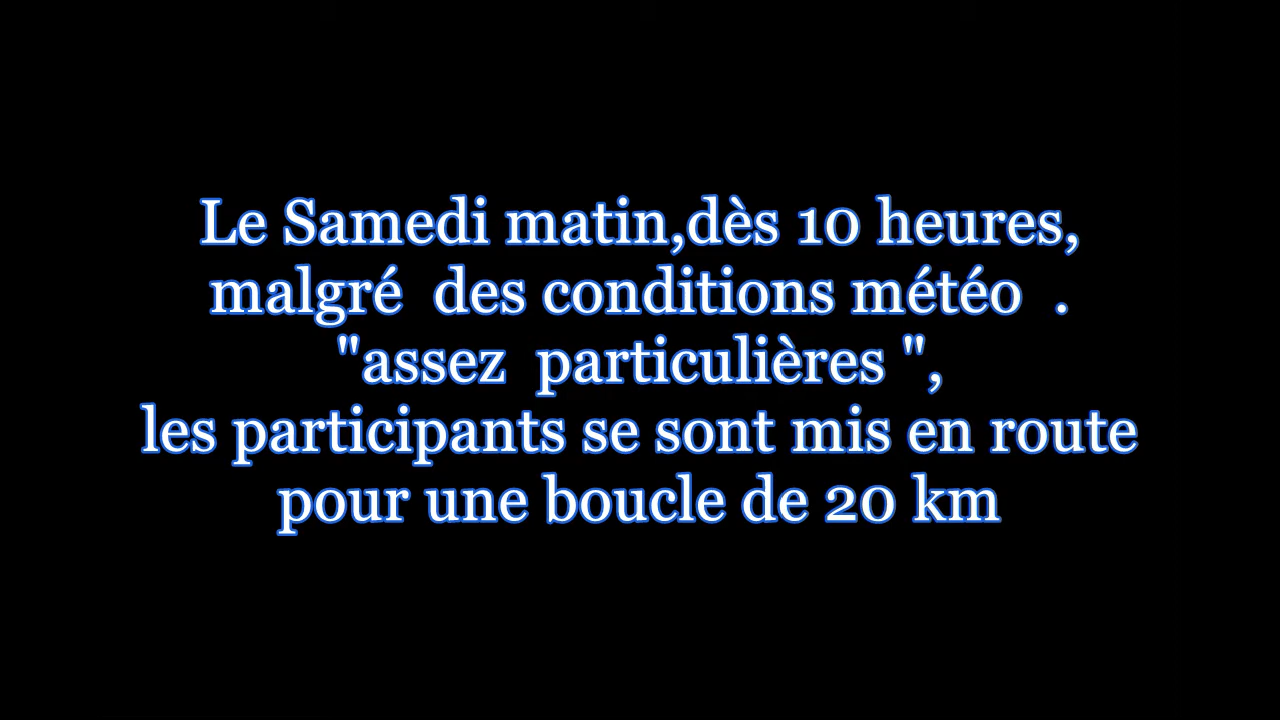 Le Samedi matin,dès 10 heures,
malgré  des conditions météo  .
"assez  particulières ",
les participants se sont mis en route
pour une boucle de 20 km